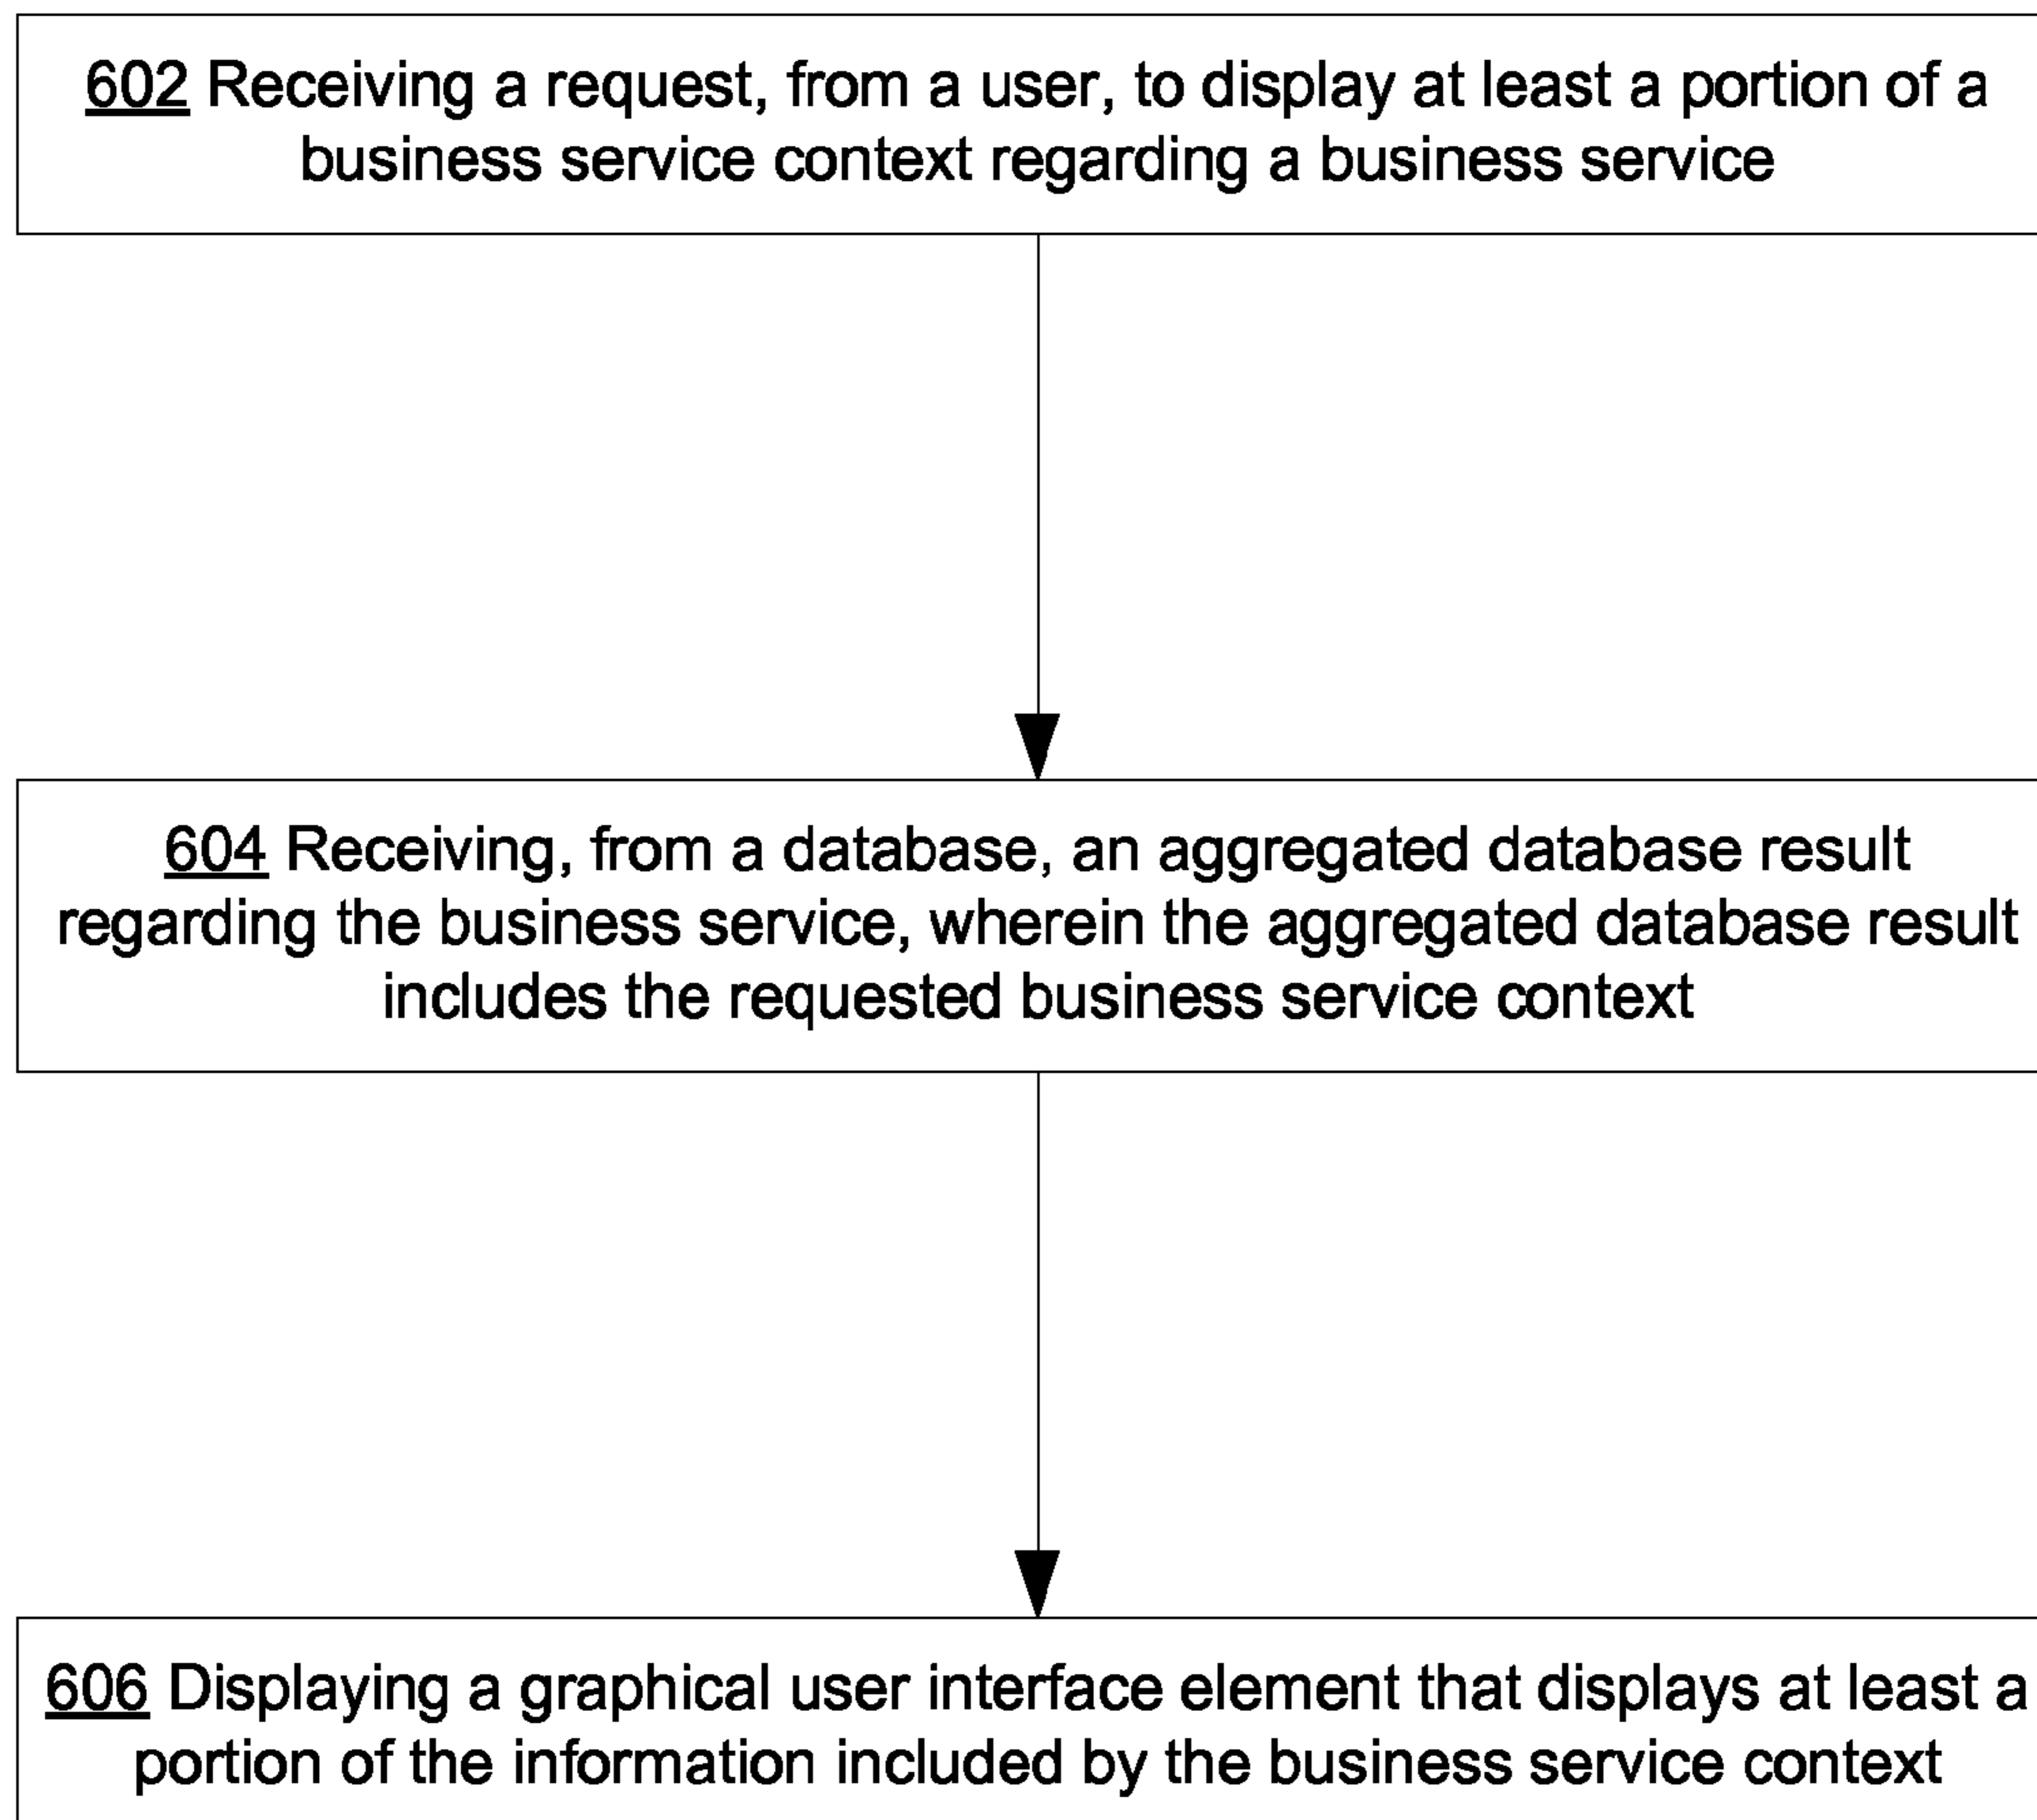 602 Receiving a request, from a user, to display at least a portion of a
business service context regarding a business service
604 Receiving, from a database, an aggregated database result
regarding the business service, wherein the aggregated database result
includes the requested business service context
606 Displaying a graphical user interface element that displays at least a
portion of the information included by the business service context